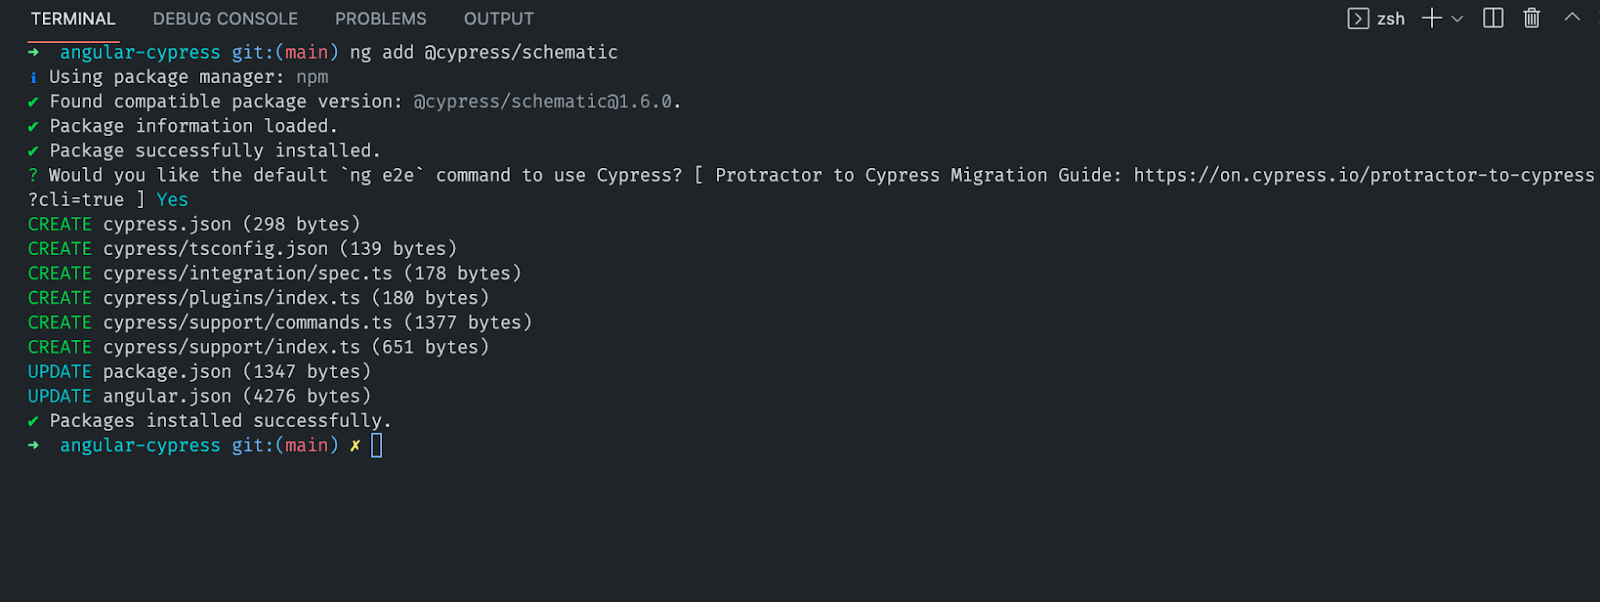 TERMINAL DEBUG CONSOLE PROBLEMS OUTPUT zsh
➜ angular-cypress git:(main) ng add @cypress/schematic
ℹ Using package manager: npm
✔ Found compatible package version: @cypress/schematic@1.6.0.
✔ Package information loaded.
✔ Package successfully installed.
? Would you like the default `ng e2e` command to use Cypress? [ Protractor to Cypress Migration Guide: https://on.cypress.io/protractor-to-cypress
?cli=true ] Yes
CREATE cypress.json (298 bytes)
CREATE cypress/tsconfig.json (139 bytes)
CREATE cypress/integration/spec.ts (178 bytes)
CREATE cypress/plugins/index.ts (180 bytes)
CREATE cypress/support/commands.ts (1377 bytes)
CREATE cypress/support/index.ts (651 bytes)
UPDATE package.json (1347 bytes)
UPDATE angular.json (4276 bytes)
✔ Packages installed successfully.
➜ angular-cypress git:(main) ✗